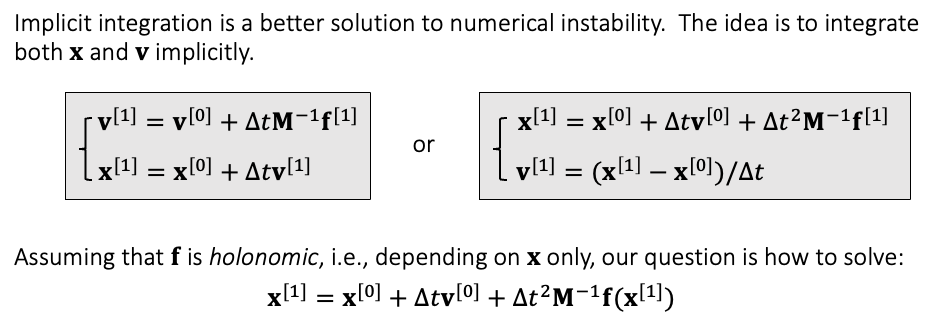 Implicit integration is a better solution to numerical instability. The idea is to integrate
both x and v implicitly.
v[1] = v[0] + ΔtM−1f[1]
x[1] = x[0] + Δtv[1]
or
x[1] = x[0] + Δtv[0] + Δt2M−1f[1]
v[1] = (x[1] − x[0])/Δt
Assuming that f is holonomic, i.e., depending on x only, our question is how to solve:
x[1] = x[0] + Δtv[0] + Δt2M−1f(x[1])